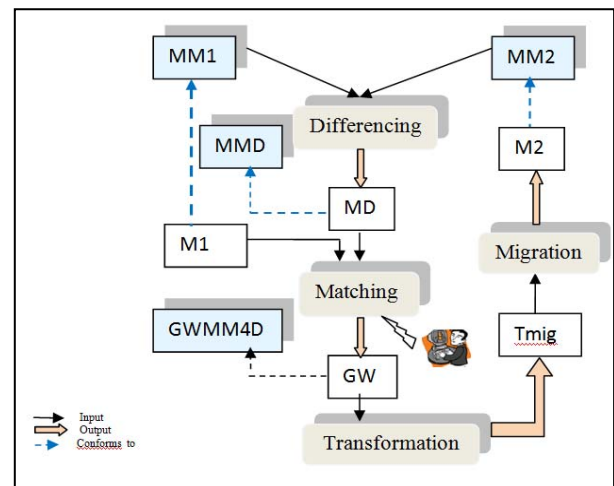 MM1
MM2
Differencing
MMD
M2
MD
M1
Migration
Matching
GWMM4D
Tmig
GW
Input
Output
Conforms to
Transformation